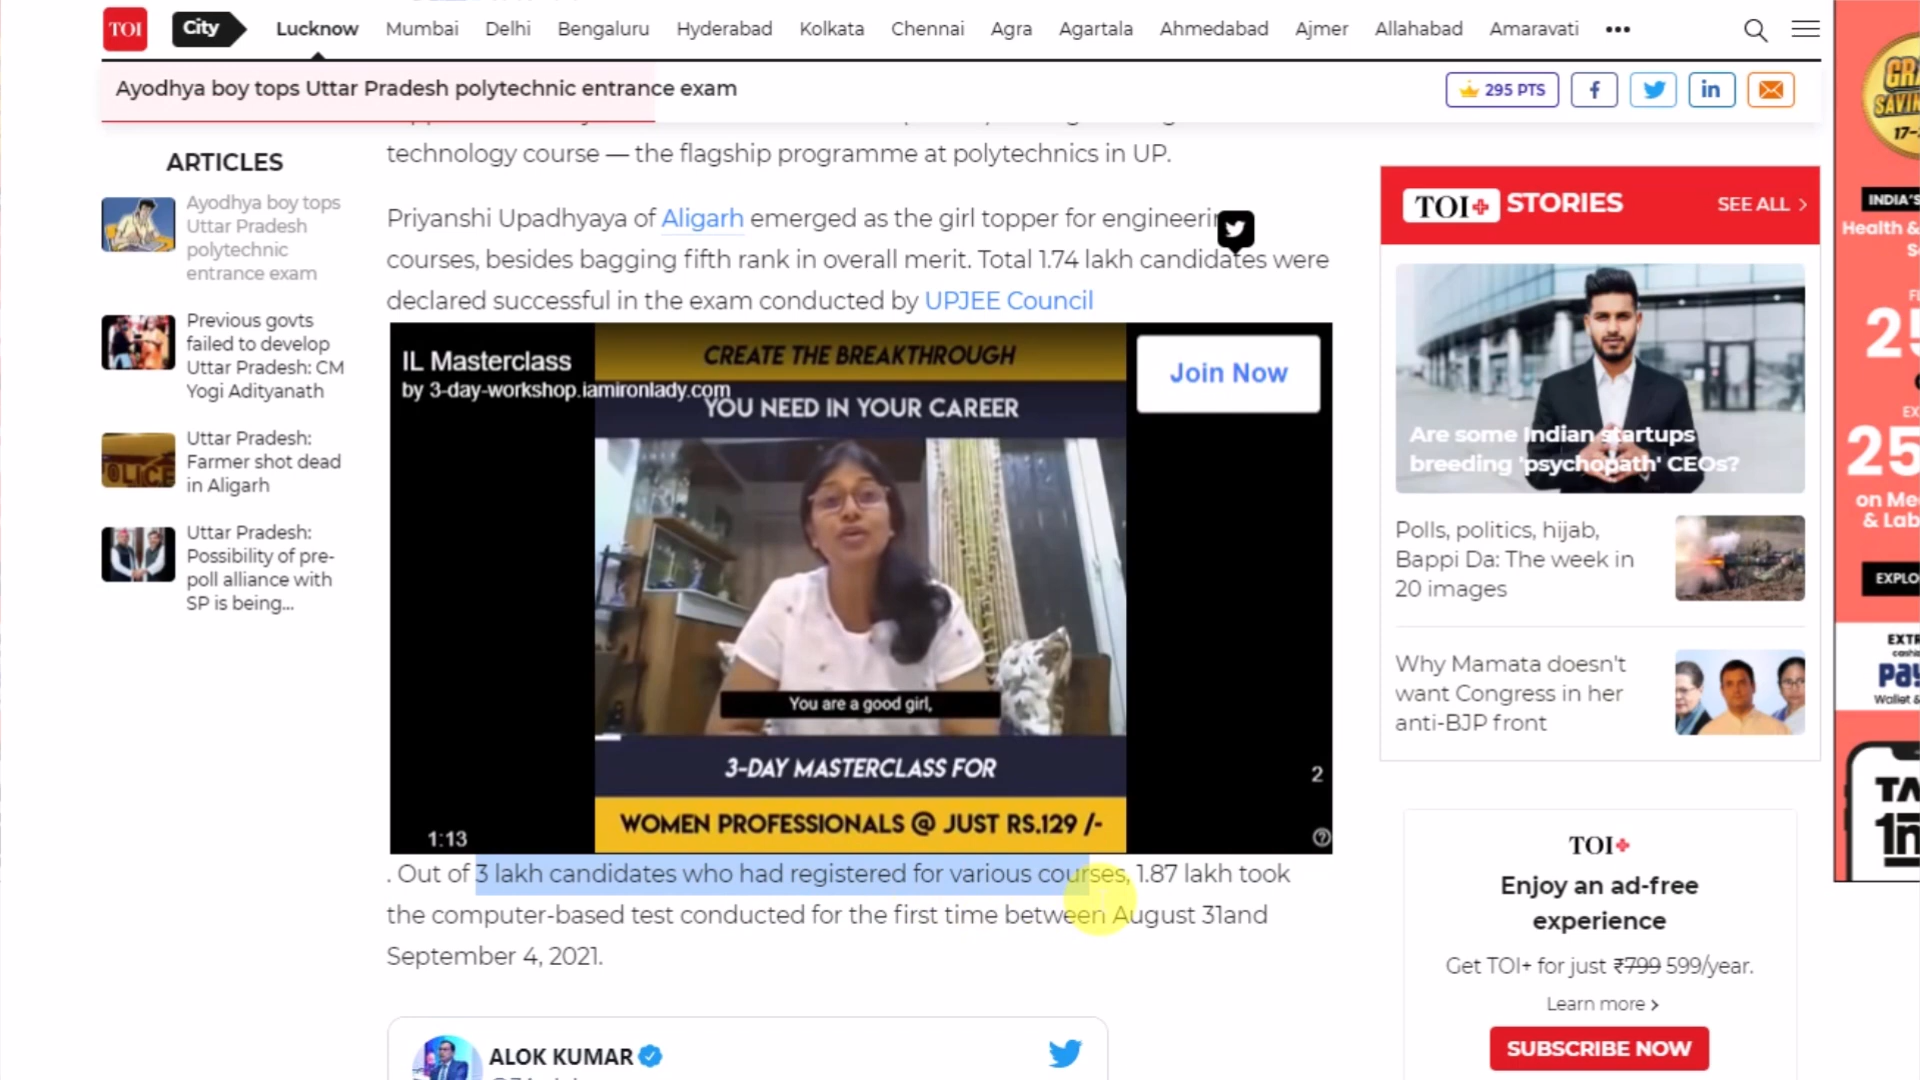 TOI
City
Lucknow Mumbai Delhi Bengaluru Hyderabad Kolkata Chennai Agra Agartala Ahmedabad Ajmer Allahabad Amaravati
Ayodhya boy tops Uttar Pradesh polytechnic entrance exam
295 PTS
technology course — the flagship programme at polytechnics in UP.
Priyanshi Upadhyaya of Aligarh emerged as the girl topper for
courses, besides bagging fifth rank in overall merit. Total 1.74 lakh candidates were
declared successful in the exam conducted by UPJEE Council
IL Masterclass
by 3-day-workshop.iamironlady.com
CREATE THE BREAKTHROUGH
YOU NEED IN YOUR CAREER
Join Now
You are a good girl,
3-DAY MASTERCLASS FOR
WOMEN PROFESSIONALS @ JUST RS.129 /-
1:13
2
. Out of 3 lakh candidates who had registered for various courses, 1.87 lakh took
the computer-based test conducted for the first time between August 31and
September 4, 2021.
ALOK KUMAR
ARTICLES
Ayodhya boy tops
Uttar Pradesh
polytechnic
entrance exam
Previous govts
failed to develop
Uttar Pradesh: CM
Yogi Adityanath
Uttar Pradesh:
Farmer shot dead
in Aligarh
Uttar Pradesh:
Possibility of pre-
poll alliance with
SP is being...
TOI+ STORIES
SEE ALL >
Are some Indian startups
breeding 'psychopath' CEOs?
Polls, politics, hijab,
Bappi Da: The week in
20 images
Why Mamata doesn't
want Congress in her
anti-BJP front
TOI+
Enjoy an ad-free
experience
Get TOI+ for just ₹799 599/year.
Learn more >
SUBSCRIBE NOW
INDIA'S
Health &
25
& Lab